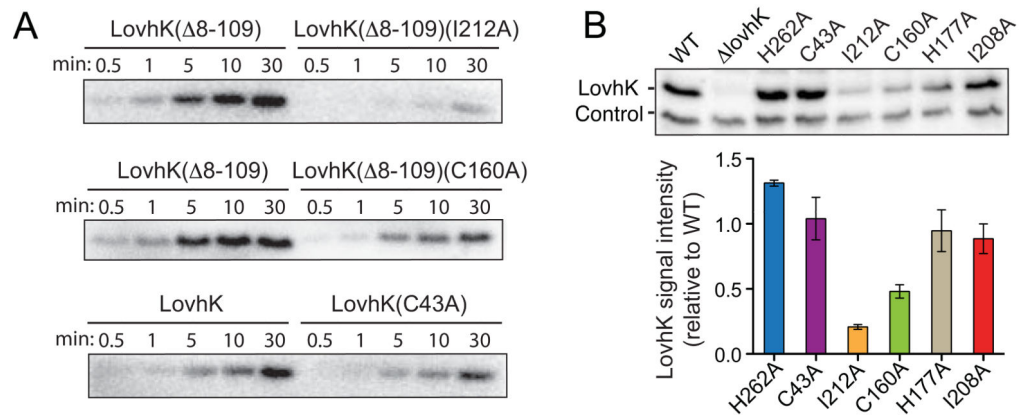 A
LovhK(Δ8-109) LovhK(Δ8-109)(I212A)
min: 0.5 1 5 10 30 0.5 1 5 10 30
LovhK(Δ8-109) LovhK(Δ8-109)(C160A)
min: 0.5 1 5 10 30 0.5 1 5 10 30
LovhK LovhK(C43A)
min: 0.5 1 5 10 30 0.5 1 5 10 30
B
WT ΔlovhK H262A C43A I212A C160A H177A I208A
LovhK
Control
LovhK signal intensity
(relative to WT)
1.5
1.0
0.5
0.0
H262A C43A I212A C160A H177A I208A